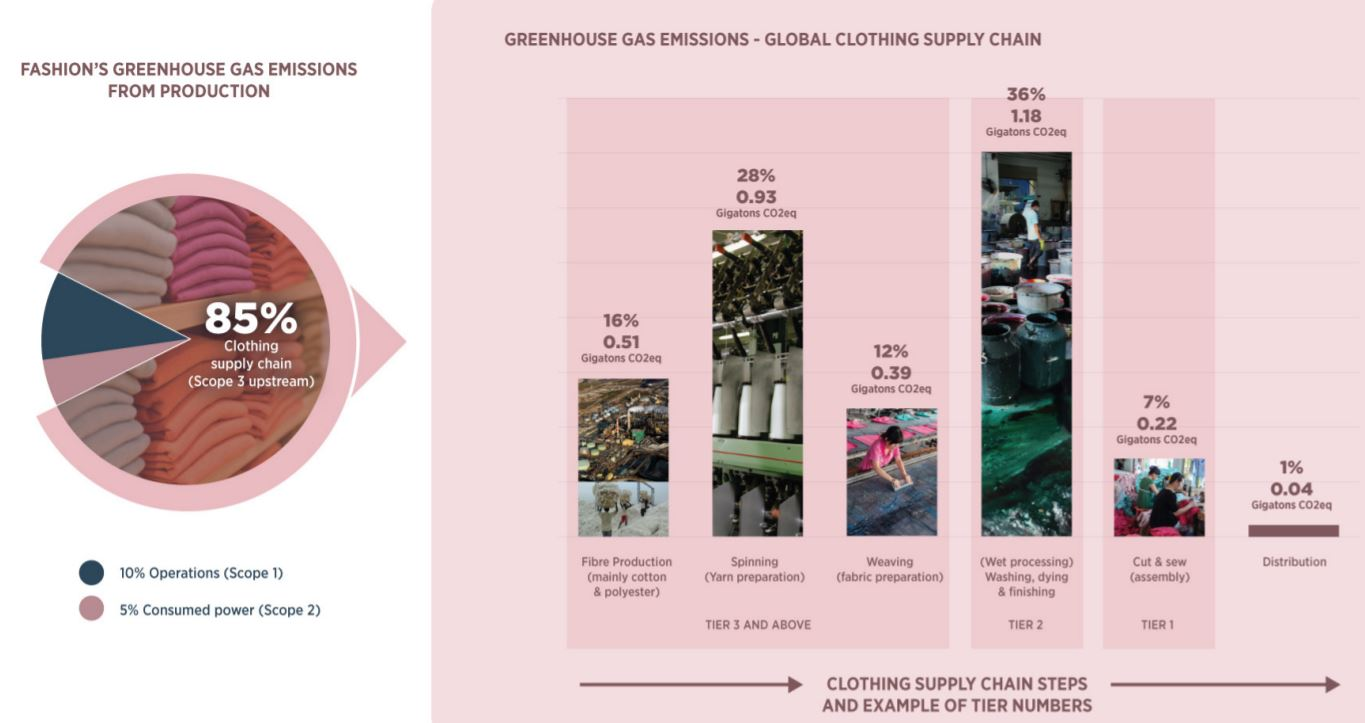 FASHION'S GREENHOUSE GAS EMISSIONS
FROM PRODUCTION
85%
Clothing
supply chain
(Scope 3 upstream)
10% Operations (Scope 1)
5% Consumed power (Scope 2)
GREENHOUSE GAS EMISSIONS - GLOBAL CLOTHING SUPPLY CHAIN
16%
0.51
Gigatons CO2eq
28%
0.93
Gigatons CO2eq
12%
0.39
Gigatons CO2eq
36%
1.18
Gigatons CO2eq
7%
0.22
Gigatons CO2eq
1%
0.04
Gigatons CO2eq
Fibre Production
(mainly cotton
& polyester)
Spinning
(Yarn preparation)
Weaving
(fabric preparation)
(Wet processing)
Washing, dying
& finishing
Cut & sew
(assembly)
Distribution
TIER 3 AND ABOVE
TIER 2
TIER 1
CLOTHING SUPPLY CHAIN STEPS
AND EXAMPLE OF TIER NUMBERS